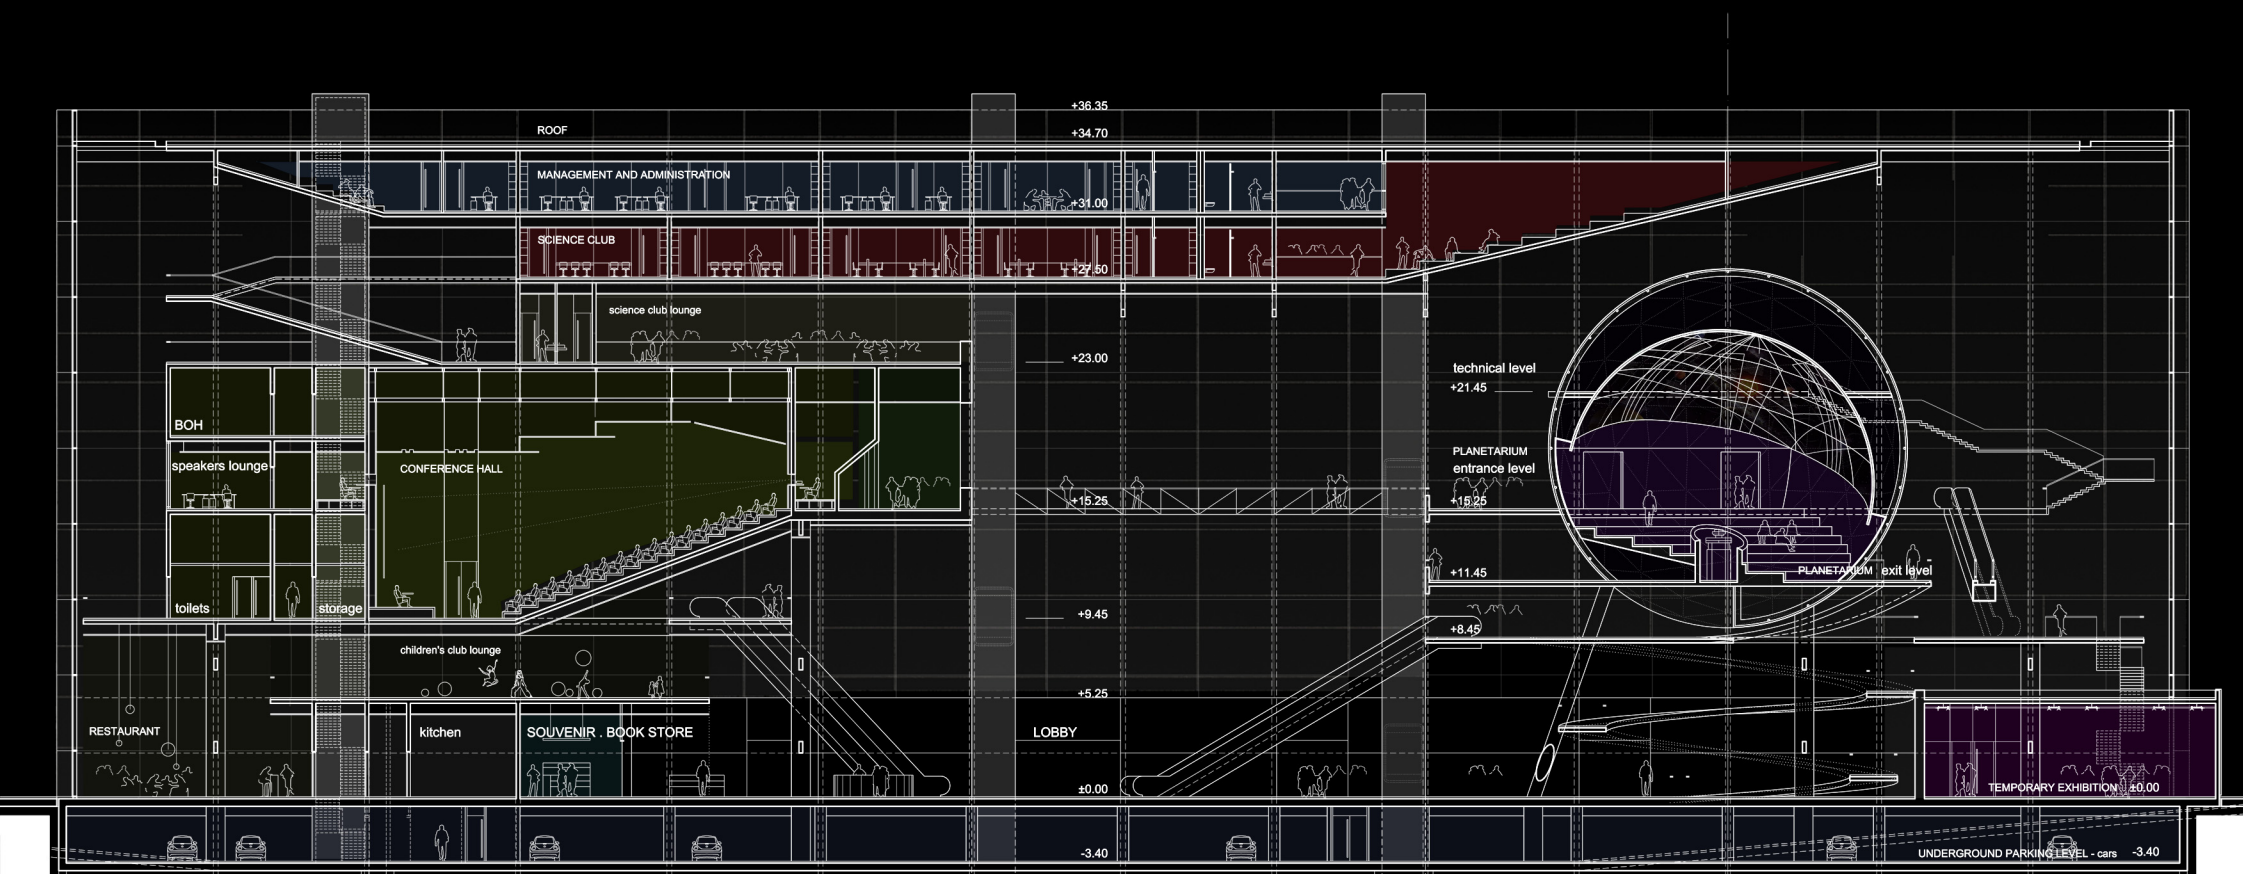 +36.35
ROOF
+34.70
MANAGEMENT AND ADMINISTRATION
+31.00
SCIENCE CLUB
+27.50
science club lounge
+23.00
technical level
+21.45
BOH
PLANETARIUM
entrance level
speakers lounge
CONFERENCE HALL
+15.25
+15.25
+11.45
PLANETARIUM exit level
toilets
storage
+9.45
+8.45
children's club lounge
+5.25
RESTAURANT
kitchen
SOUVENIR . BOOK STORE
LOBBY
±0.00
TEMPORARY EXHIBITION ±0.00
-3.40
UNDERGROUND PARKING LEVEL - cars -3.40